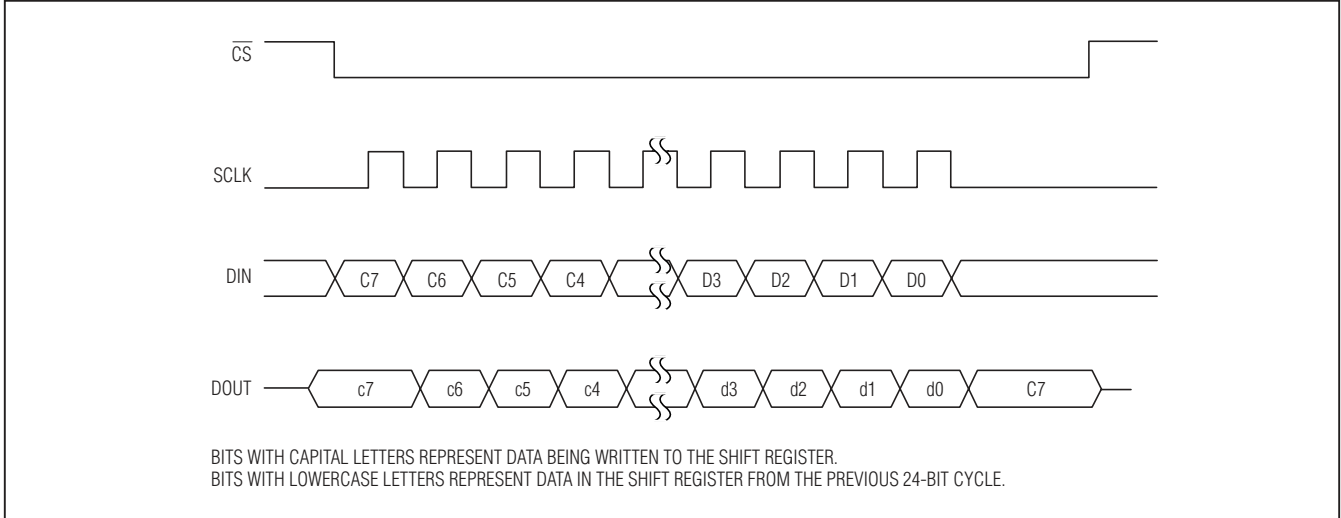 CS
SCLK
DIN
C7 C6 C5 C4 D3 D2 D1 D0
DOUT
c7 c6 c5 c4 d3 d2 d1 d0 C7
BITS WITH CAPITAL LETTERS REPRESENT DATA BEING WRITTEN TO THE SHIFT REGISTER.
BITS WITH LOWERCASE LETTERS REPRESENT DATA IN THE SHIFT REGISTER FROM THE PREVIOUS 24-BIT CYCLE.